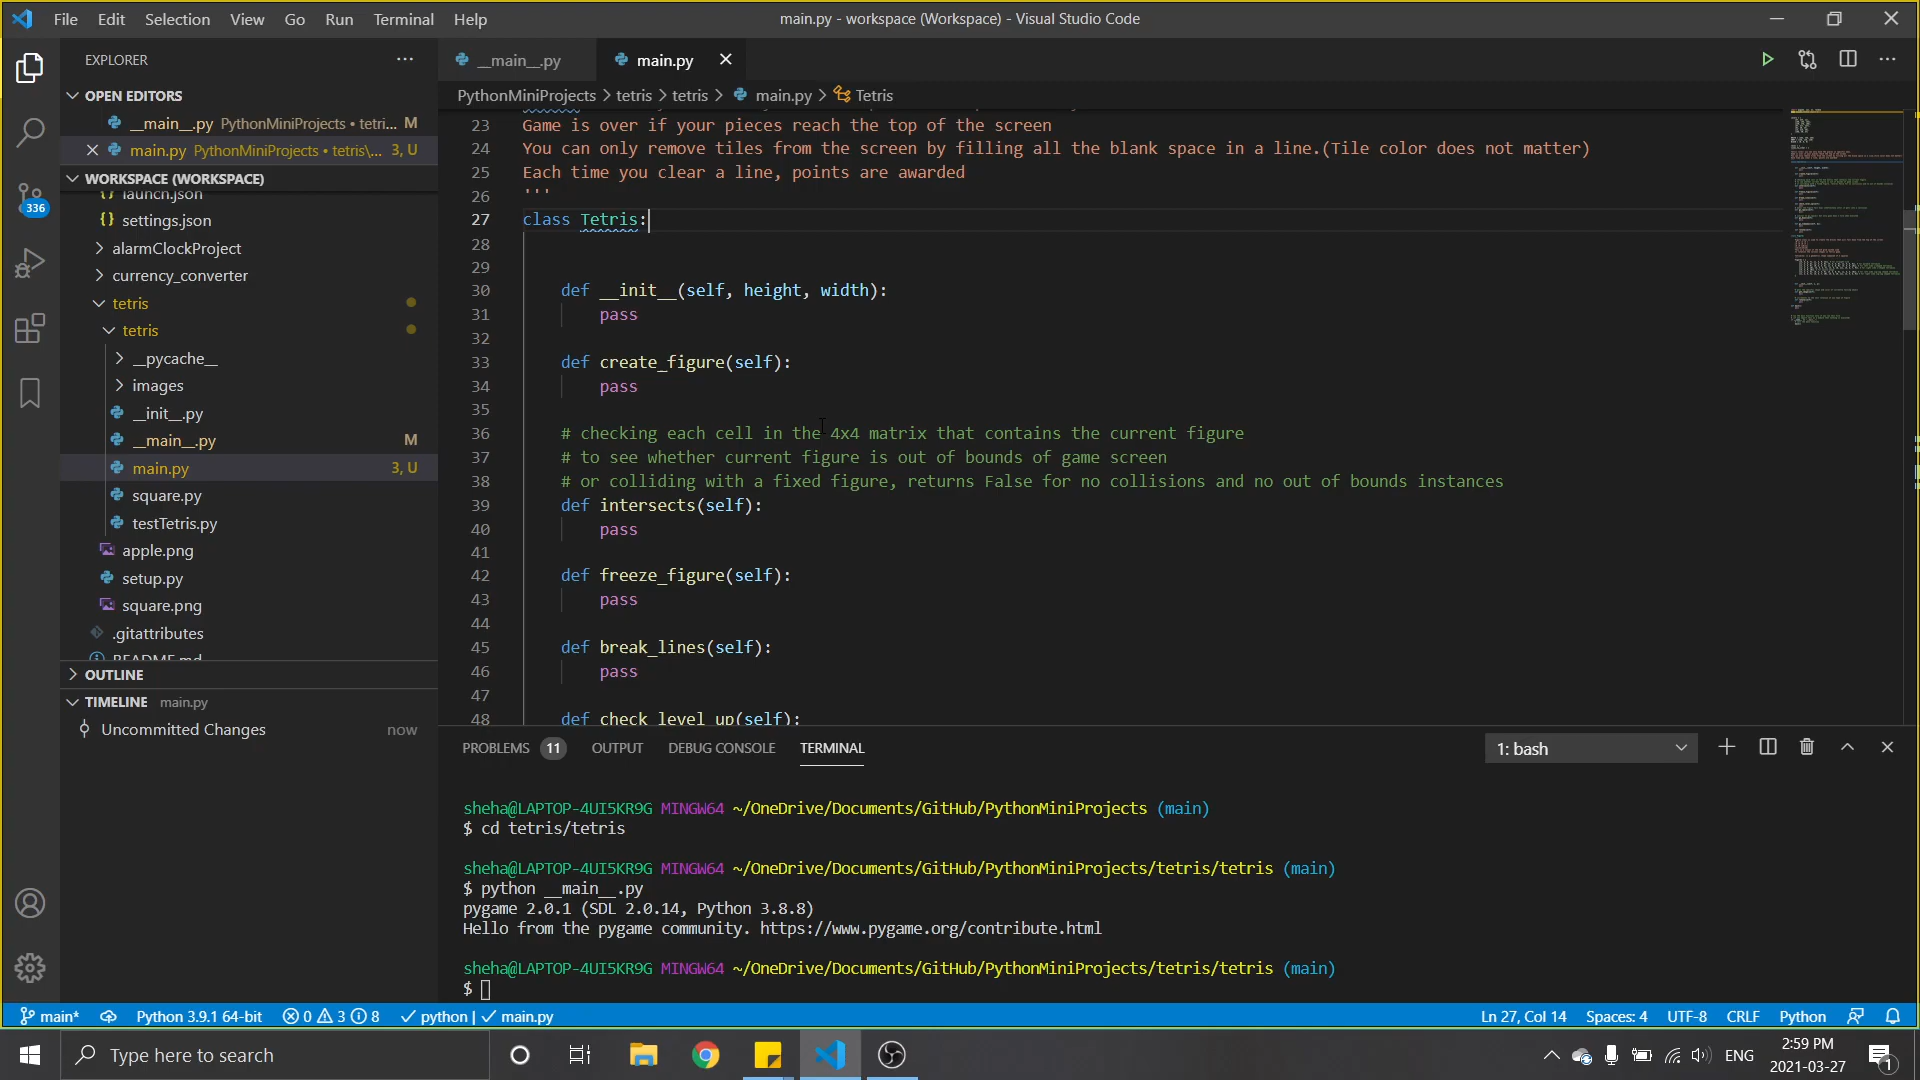 File Edit Selection View Go Run Terminal Help
main.py - workspace (Workspace) - Visual Studio Code
EXPLORER
OPEN EDITORS
__main__.py PythonMiniProjects • tetri... M
main.py PythonMiniProjects • tetris\... 3, U
WORKSPACE (WORKSPACE)
launch.json
settings.json
alarmClockProject
currency_converter
tetris
tetris
__pycache__
images
__init__.py
__main__.py M
main.py 3, U
square.py
testTetris.py
apple.png
setup.py
square.png
.gitattributes
README.md
OUTLINE
TIMELINE main.py
Uncommitted Changes now
336
__main__.py main.py
PythonMiniProjects > tetris > tetris > main.py > Tetris
23 Game is over if your pieces reach the top of the screen
24 You can only remove tiles from the screen by filling all the blank space in a line.(Tile color does not matter)
25 Each time you clear a line, points are awarded
26 '''
27 class Tetris:
28
29
30 def __init__(self, height, width):
31 pass
32
33 def create_figure(self):
34 pass
35
36 # checking each cell in the 4x4 matrix that contains the current figure
37 # to see whether current figure is out of bounds of game screen
38 # or colliding with a fixed figure, returns False for no collisions and no out of bounds instances
39 def intersects(self):
40 pass
41
42 def freeze_figure(self):
43 pass
44
45 def break_lines(self):
46 pass
47
48 def check_level_up(self):
PROBLEMS 11 OUTPUT DEBUG CONSOLE TERMINAL 1: bash
sheha@LAPTOP-4UI5KR9G MINGW64 ~/OneDrive/Documents/GitHub/PythonMiniProjects (main)
$ cd tetris/tetris
sheha@LAPTOP-4UI5KR9G MINGW64 ~/OneDrive/Documents/GitHub/PythonMiniProjects/tetris/tetris (main)
$ python __main__.py
pygame 2.0.1 (SDL 2.0.14, Python 3.8.8)
Hello from the pygame community. https://www.pygame.org/contribute.html
sheha@LAPTOP-4UI5KR9G MINGW64 ~/OneDrive/Documents/GitHub/PythonMiniProjects/tetris/tetris (main)
$
main* Python 3.9.1 64-bit 0 3 8 python | main.py Ln 27, Col 14 Spaces: 4 UTF-8 CRLF Python
Type here to search
ENG
2:59 PM
2021-03-27
1